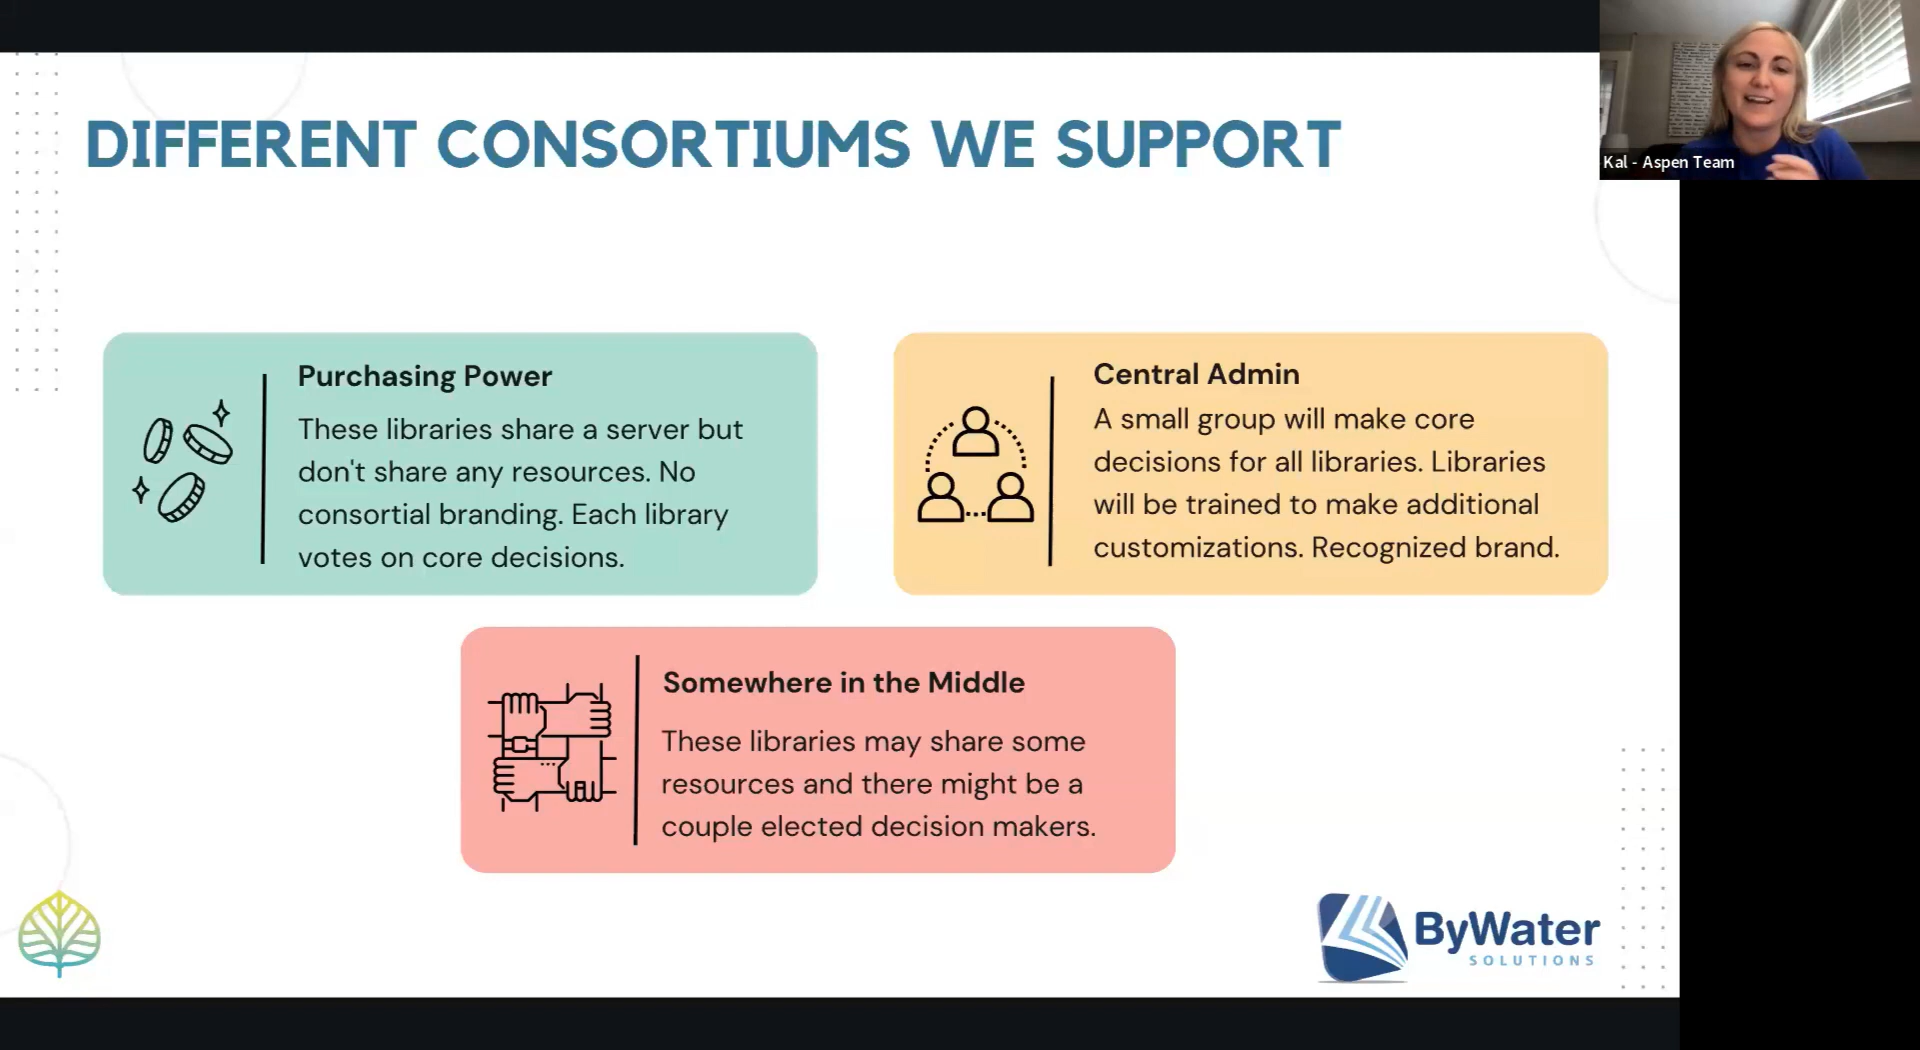 DIFFERENT CONSORTIUMS WE SUPPORT
Kal - Aspen Team
Purchasing Power
These libraries share a server but
don't share any resources. No
consortial branding. Each library
votes on core decisions.
Central Admin
A small group will make core
decisions for all libraries. Libraries
will be trained to make additional
customizations. Recognized brand.
Somewhere in the Middle
These libraries may share some
resources and there might be a
couple elected decision makers.
ByWater
SOLUTIONS